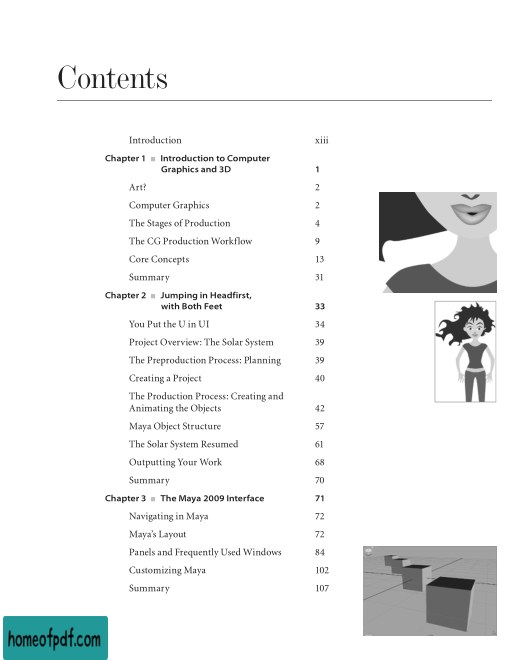 Contents
Introduction xiii
Chapter 1 ■ Introduction to Computer
Graphics and 3D 1
Art? 2
Computer Graphics 2
The Stages of Production 4
The CG Production Workflow 9
Core Concepts 13
Summary 31
Chapter 2 ■ Jumping in Headfirst,
with Both Feet 33
You Put the U in UI 34
Project Overview: The Solar System 39
The Preproduction Process: Planning 39
Creating a Project 40
The Production Process: Creating and
Animating the Objects 42
Maya Object Structure 57
The Solar System Resumed 61
Outputting Your Work 68
Summary 70
Chapter 3 ■ The Maya 2009 Interface 71
Navigating in Maya 72
Maya's Layout 72
Panels and Frequently Used Windows 84
Customizing Maya 102
Summary 107
homeofpdf.com